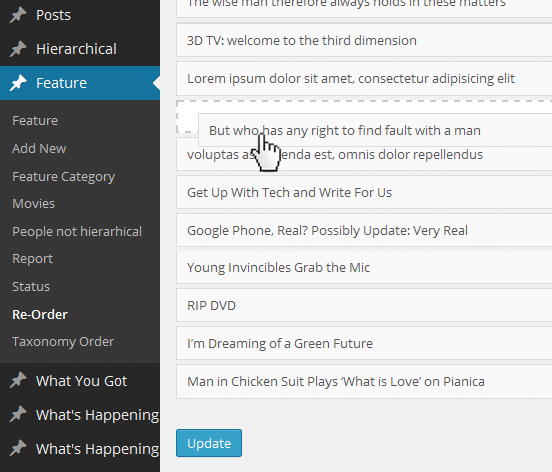 Posts
Hierarchical
Feature
Feature
Add New
Feature Category
Movies
People not hierarhical
Report
Status
Re-Order
Taxonomy Order
What You Got
What's Happening
What's Happening
The wise man therefore always holds in these matters
3D TV: welcome to the third dimension
Lorem ipsum dolor sit amet, consectetur adipisicing elit
But who has any right to find fault with a man
voluptas as enda est, omnis dolor repellendus
Get Up With Tech and Write For Us
Google Phone, Real? Possibly Update: Very Real
Young Invincibles Grab the Mic
RIP DVD
I’m Dreaming of a Green Future
Man in Chicken Suit Plays ‘What is Love’ on Pianica
Update